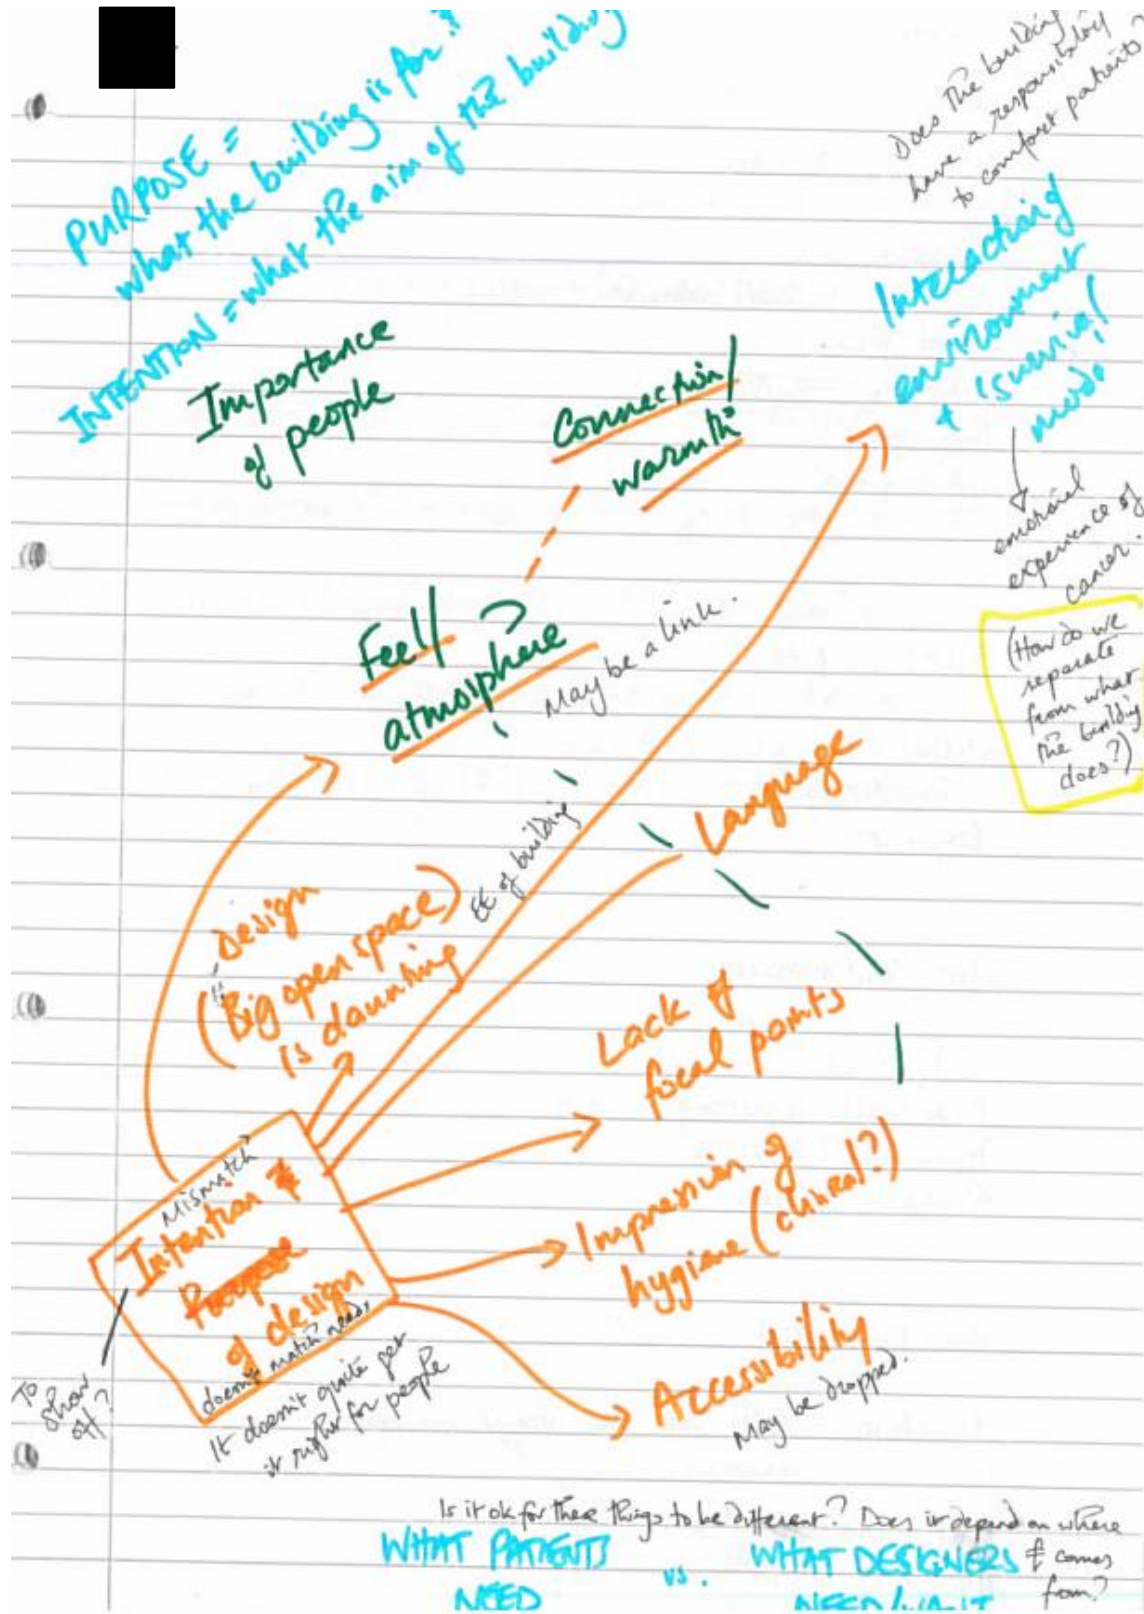 PURPOSE =
what the building is for?
INTENTION = what the aim of the building
Does the building
have a responsibility
to comfort patients?
Importance
of people
Connection/
warmth
Interacting
environment
+ 'surviving'
mode
emotional
experience of
cancer.
(How do we
separate
from what
the building
does?)
Feel/
atmosphere
?
May be a link.
Language
of building
Design
(Big open space)
is daunting
Lack of
focal points
Impression of
hygiene (clinical?)
Accessibility
May be dropped.
Mismatch
Intention ≠
Purpose
of design
doesn't match needs
It doesn't quite get
it right for people
To
show
off?
Is it ok for these things to be different? Does it depend on where
WHAT PATIENTS
NEED
vs.
WHAT DESIGNERS
NEED/WANT
£ comes
from?